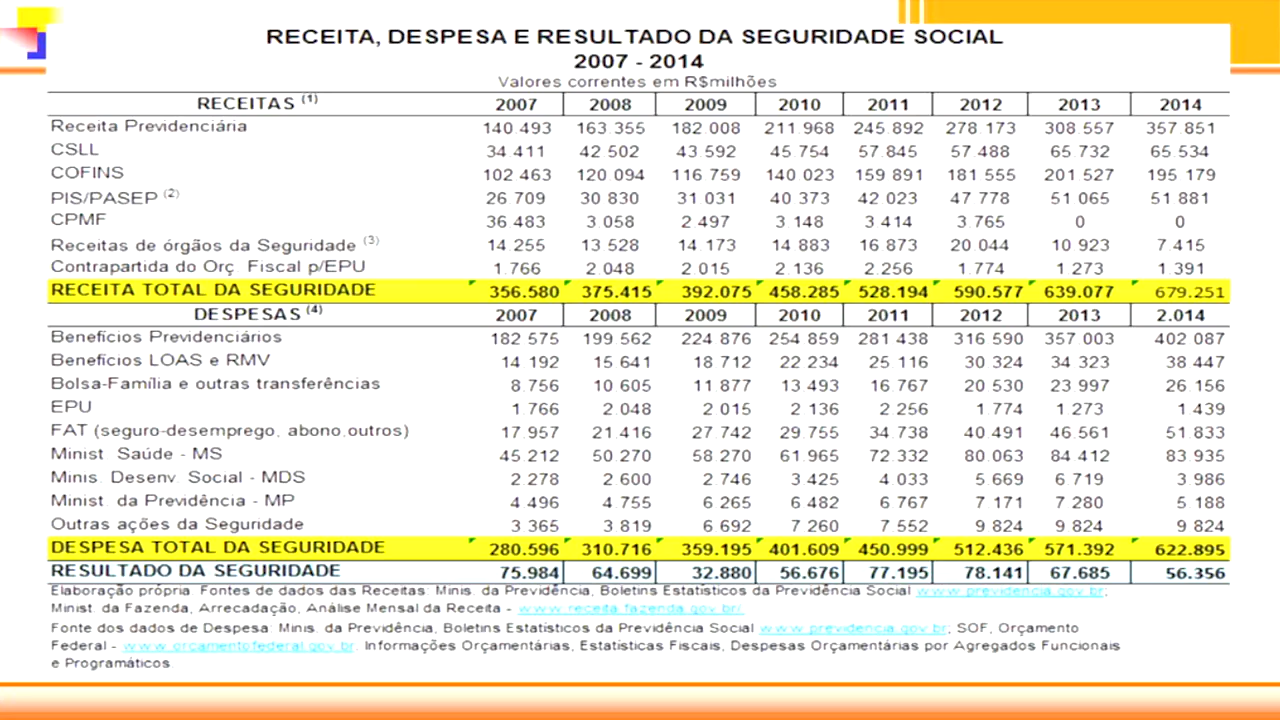 RECEITA, DESPESA E RESULTADO DA SEGURIDADE SOCIAL
2007 - 2014
Valores correntes em R$milhões
RECEITAS (1) 2007 2008 2009 2010 2011 2012 2013 2014
Receita Previdenciária 140.493 163.355 182.008 211.968 245.892 278.173 308.557 357.851
CSLL 34.411 42.502 43.592 45.754 57.845 57.488 65.732 65.534
COFINS 102.463 120.094 116.759 140.023 159.891 181.555 201.527 195.179
PIS/PASEP (2) 26.709 30.830 31.031 40.373 42.023 47.778 51.065 51.881
CPMF 36.483 3.058 2.497 3.148 3.414 3.765 0 0
Receitas de órgãos da Seguridade (3) 14.255 13.528 14.173 14.883 16.873 20.044 10.923 7.415
Contrapartida do Orç. Fiscal p/EPU 1.766 2.048 2.015 2.136 2.256 1.774 1.273 1.391
RECEITA TOTAL DA SEGURIDADE 356.580 375.415 392.075 458.285 528.194 590.577 639.077 679.251
DESPESAS (4) 2007 2008 2009 2010 2011 2012 2013 2.014
Benefícios Previdenciários 182.575 199.562 224.876 254.859 281.438 316.590 357.003 402.087
Benefícios LOAS e RMV 14.192 15.641 18.712 22.234 25.116 30.324 34.323 38.447
Bolsa-Família e outras transferências 8.756 10.605 11.877 13.493 16.767 20.530 23.997 26.156
EPU 1.766 2.048 2.015 2.136 2.256 1.774 1.273 1.439
FAT (seguro-desemprego, abono,outros) 17.957 21.416 27.742 29.755 34.738 40.491 46.561 51.833
Minist. Saúde - MS 45.212 50.270 58.270 61.965 72.332 80.063 84.412 83.935
Minis. Desenv. Social - MDS 2.278 2.600 2.746 3.425 4.033 5.669 6.719 3.986
Minist. da Previdência - MP 4.496 4.755 6.265 6.482 6.767 7.171 7.280 5.188
Outras ações da Seguridade 3.365 3.819 6.692 7.260 7.552 9.824 9.824 9.824
DESPESA TOTAL DA SEGURIDADE 280.596 310.716 359.195 401.609 450.999 512.436 571.392 622.895
RESULTADO DA SEGURIDADE 75.984 64.699 32.880 56.676 77.195 78.141 67.685 56.356
Elaboração própria. Fontes de dados das Receitas: Minis. da Previdência, Boletins Estatísticos da Previdência Social www.previdencia.gov.br;
Minist. da Fazenda, Arrecadação, Análise Mensal da Receita - www.receita.fazenda.gov.br/.
Fonte dos dados de Despesa: Minis. da Previdência, Boletins Estatísticos da Previdência Social www.previdencia.gov.br; SOF, Orçamento
Federal - www.orcamentofederal.gov.br. Informações Orçamentárias, Estatísticas Fiscais, Despesas Orçamentárias por Agregados Funcionais
e Programáticos